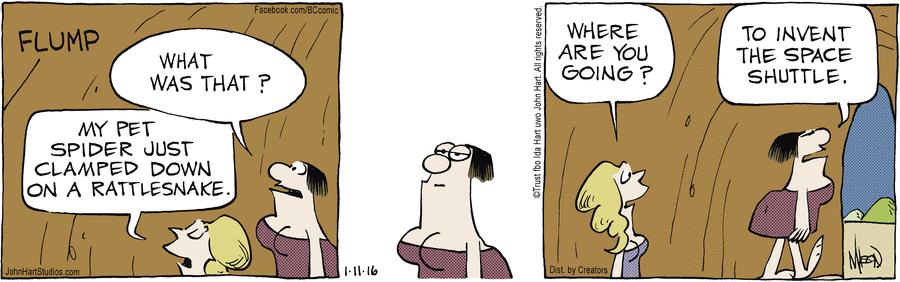 Facebook.com/BCcomic
FLUMP
WHAT
WAS THAT ?
MY PET
SPIDER JUST
CLAMPED DOWN
ON A RATTLESNAKE.
JohnHartStudios.com
1·11·16
©Trust fbo Ida Hart uwo John Hart. All rights reserved.
WHERE
ARE YOU
GOING ?
TO INVENT
THE SPACE
SHUTTLE.
Dist. by Creators